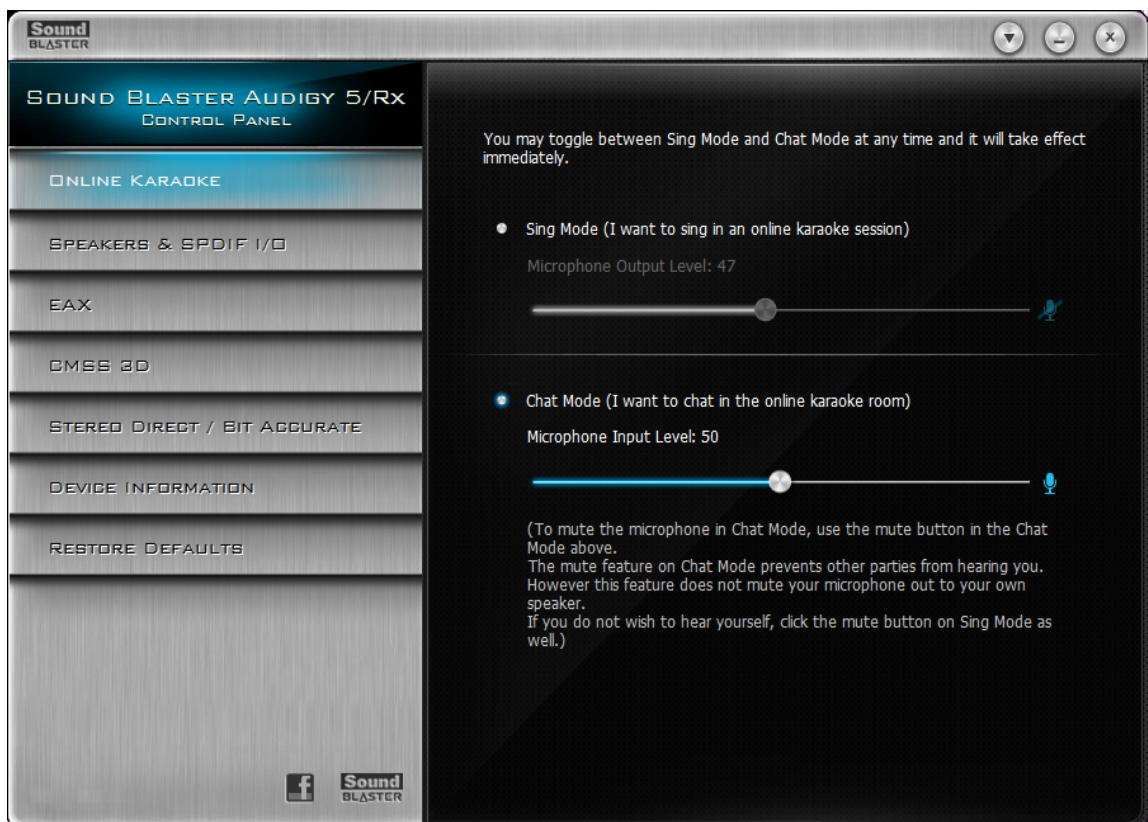 Sound
BLASTER
Sound Blaster Audigy 5/Rx
Control Panel
Online Karaoke
Speakers & SPDIF I/O
EAX
CMSS 3D
Stereo Direct / Bit Accurate
Device Information
Restore Defaults
Sound
BLASTER
You may toggle between Sing Mode and Chat Mode at any time and it will take effect
immediately.
Sing Mode (I want to sing in an online karaoke session)
Microphone Output Level: 47
Chat Mode (I want to chat in the online karaoke room)
Microphone Input Level: 50
(To mute the microphone in Chat Mode, use the mute button in the Chat
Mode above.
The mute feature on Chat Mode prevents other parties from hearing you.
However this feature does not mute your microphone out to your own
speaker.
If you do not wish to hear yourself, click the mute button on Sing Mode as
well.)